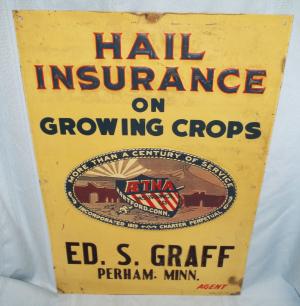 HAIL
INSURANCE
ON
GROWING CROPS
MORE THAN A CENTURY OF SERVICE
ÆTNA
HARTFORD, CONN.
INCORPORATED 1819 CHARTER PERPETUAL
ED. S. GRAFF
PERHAM. MINN.
AGENT